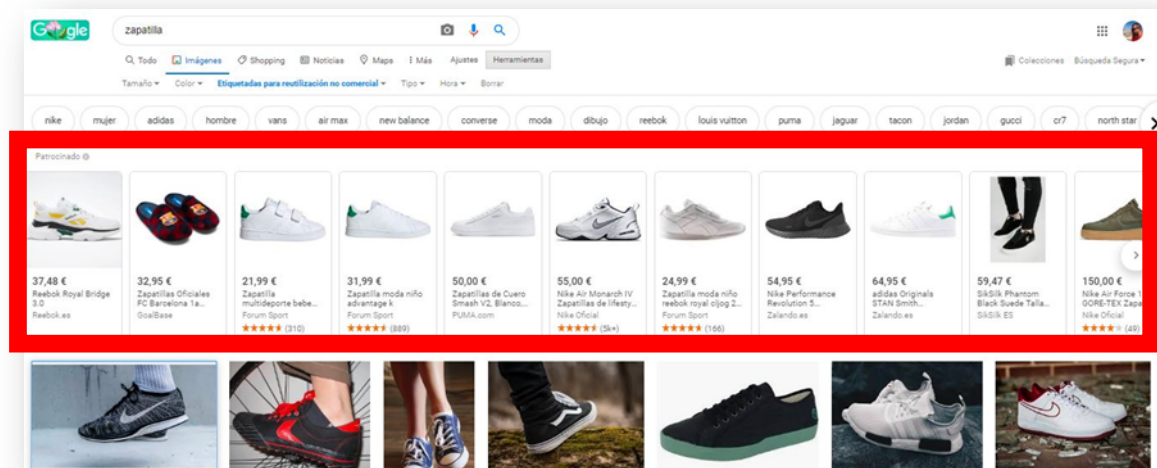 Google
zapatilla
Todo Imágenes Shopping Noticias Maps Más Ajustes Herramientas
Colecciones Búsqueda Segura
Tamaño Color Etiquetadas para reutilización no comercial Tipo Hora Borrar
nike mujer adidas hombre vans air max new balance converse moda dibujo reebok louis vuitton puma jaguar tacon jordan gucci cr7 north star
Patrocinado
37,48 €
Reebok Royal Bridge
3.0
Reebok.es
32,95 €
Zapatillas Oficiales
FC Barcelona 1a...
GoalBase
21,99 €
Zapatilla
multideporte bebe...
Forum Sport
(310)
31,99 €
Zapatilla moda niño
advantage k
Forum Sport
(889)
50,00 €
Zapatillas de Cuero
Smash V2, Blanco...
PUMA.com
55,00 €
Nike Air Monarch IV
Zapatillas de lifesty...
Nike Oficial
(5k+)
24,99 €
Zapatilla moda niño
reebok royal cljog 2...
Forum Sport
(166)
54,95 €
Nike Performance
Revolution 5...
Zalando.es
64,95 €
adidas Originals
STAN Smith...
Zalando.es
59,47 €
SikSilk Phantom
Black Suede Talla...
SikSilk ES
150,00 €
Nike Air Force 1
GORE-TEX Zapa
Nike Oficial
(49)